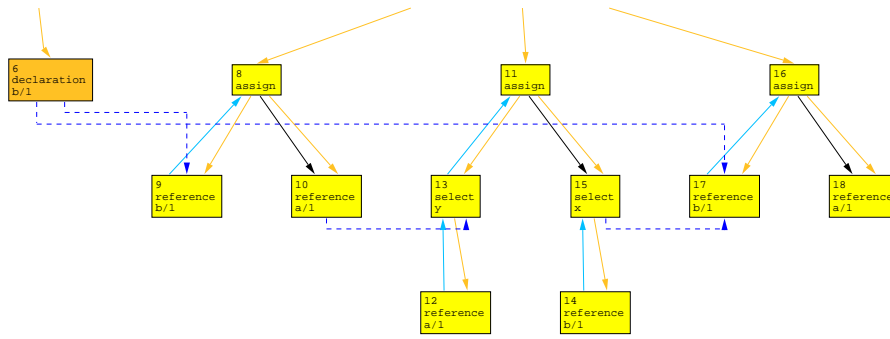 6
declaration
b/1
8
assign
11
assign
16
assign
9
reference
b/1
10
reference
a/1
13
select
y
15
select
x
17
reference
b/1
18
reference
a/1
12
reference
a/1
14
reference
b/1